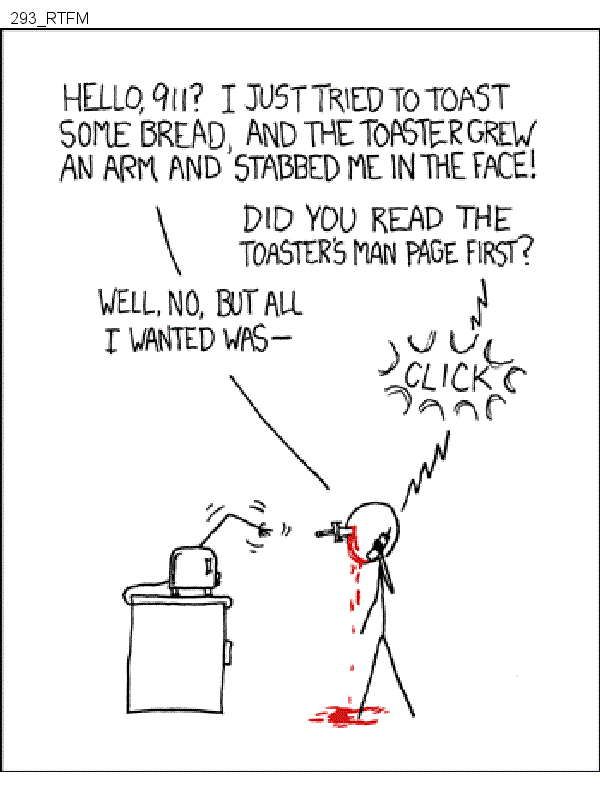 293_RTFM
HELLO, 911? I JUST TRIED TO TOAST
SOME BREAD, AND THE TOASTER GREW
AN ARM AND STABBED ME IN THE FACE!
DID YOU READ THE
TOASTER'S MAN PAGE FIRST?
WELL, NO, BUT ALL
I WANTED WAS—
CLICK